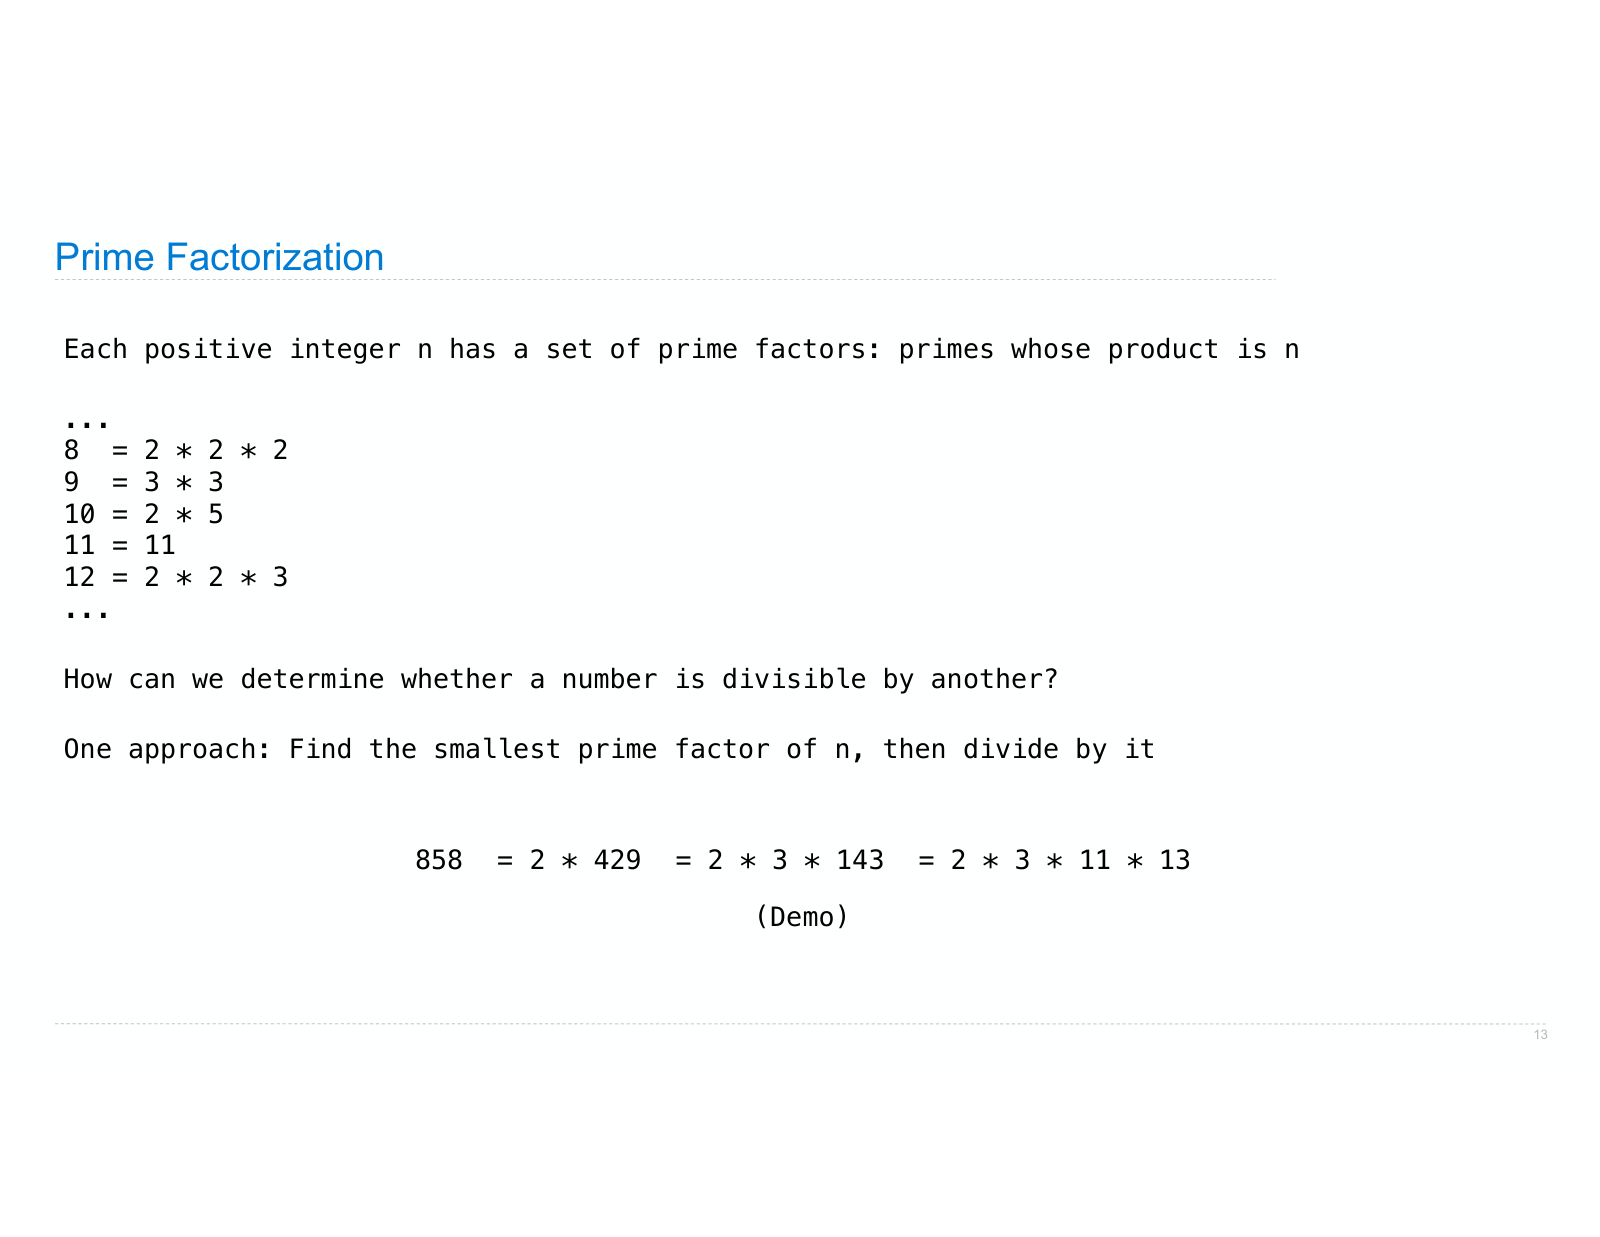 Prime Factorization
Each positive integer n has a set of prime factors: primes whose product is n
...
8  = 2 * 2 * 2
9  = 3 * 3
10 = 2 * 5
11 = 11
12 = 2 * 2 * 3
...
How can we determine whether a number is divisible by another?
One approach: Find the smallest prime factor of n, then divide by it
858  = 2 * 429  = 2 * 3 * 143  = 2 * 3 * 11 * 13
(Demo)
13